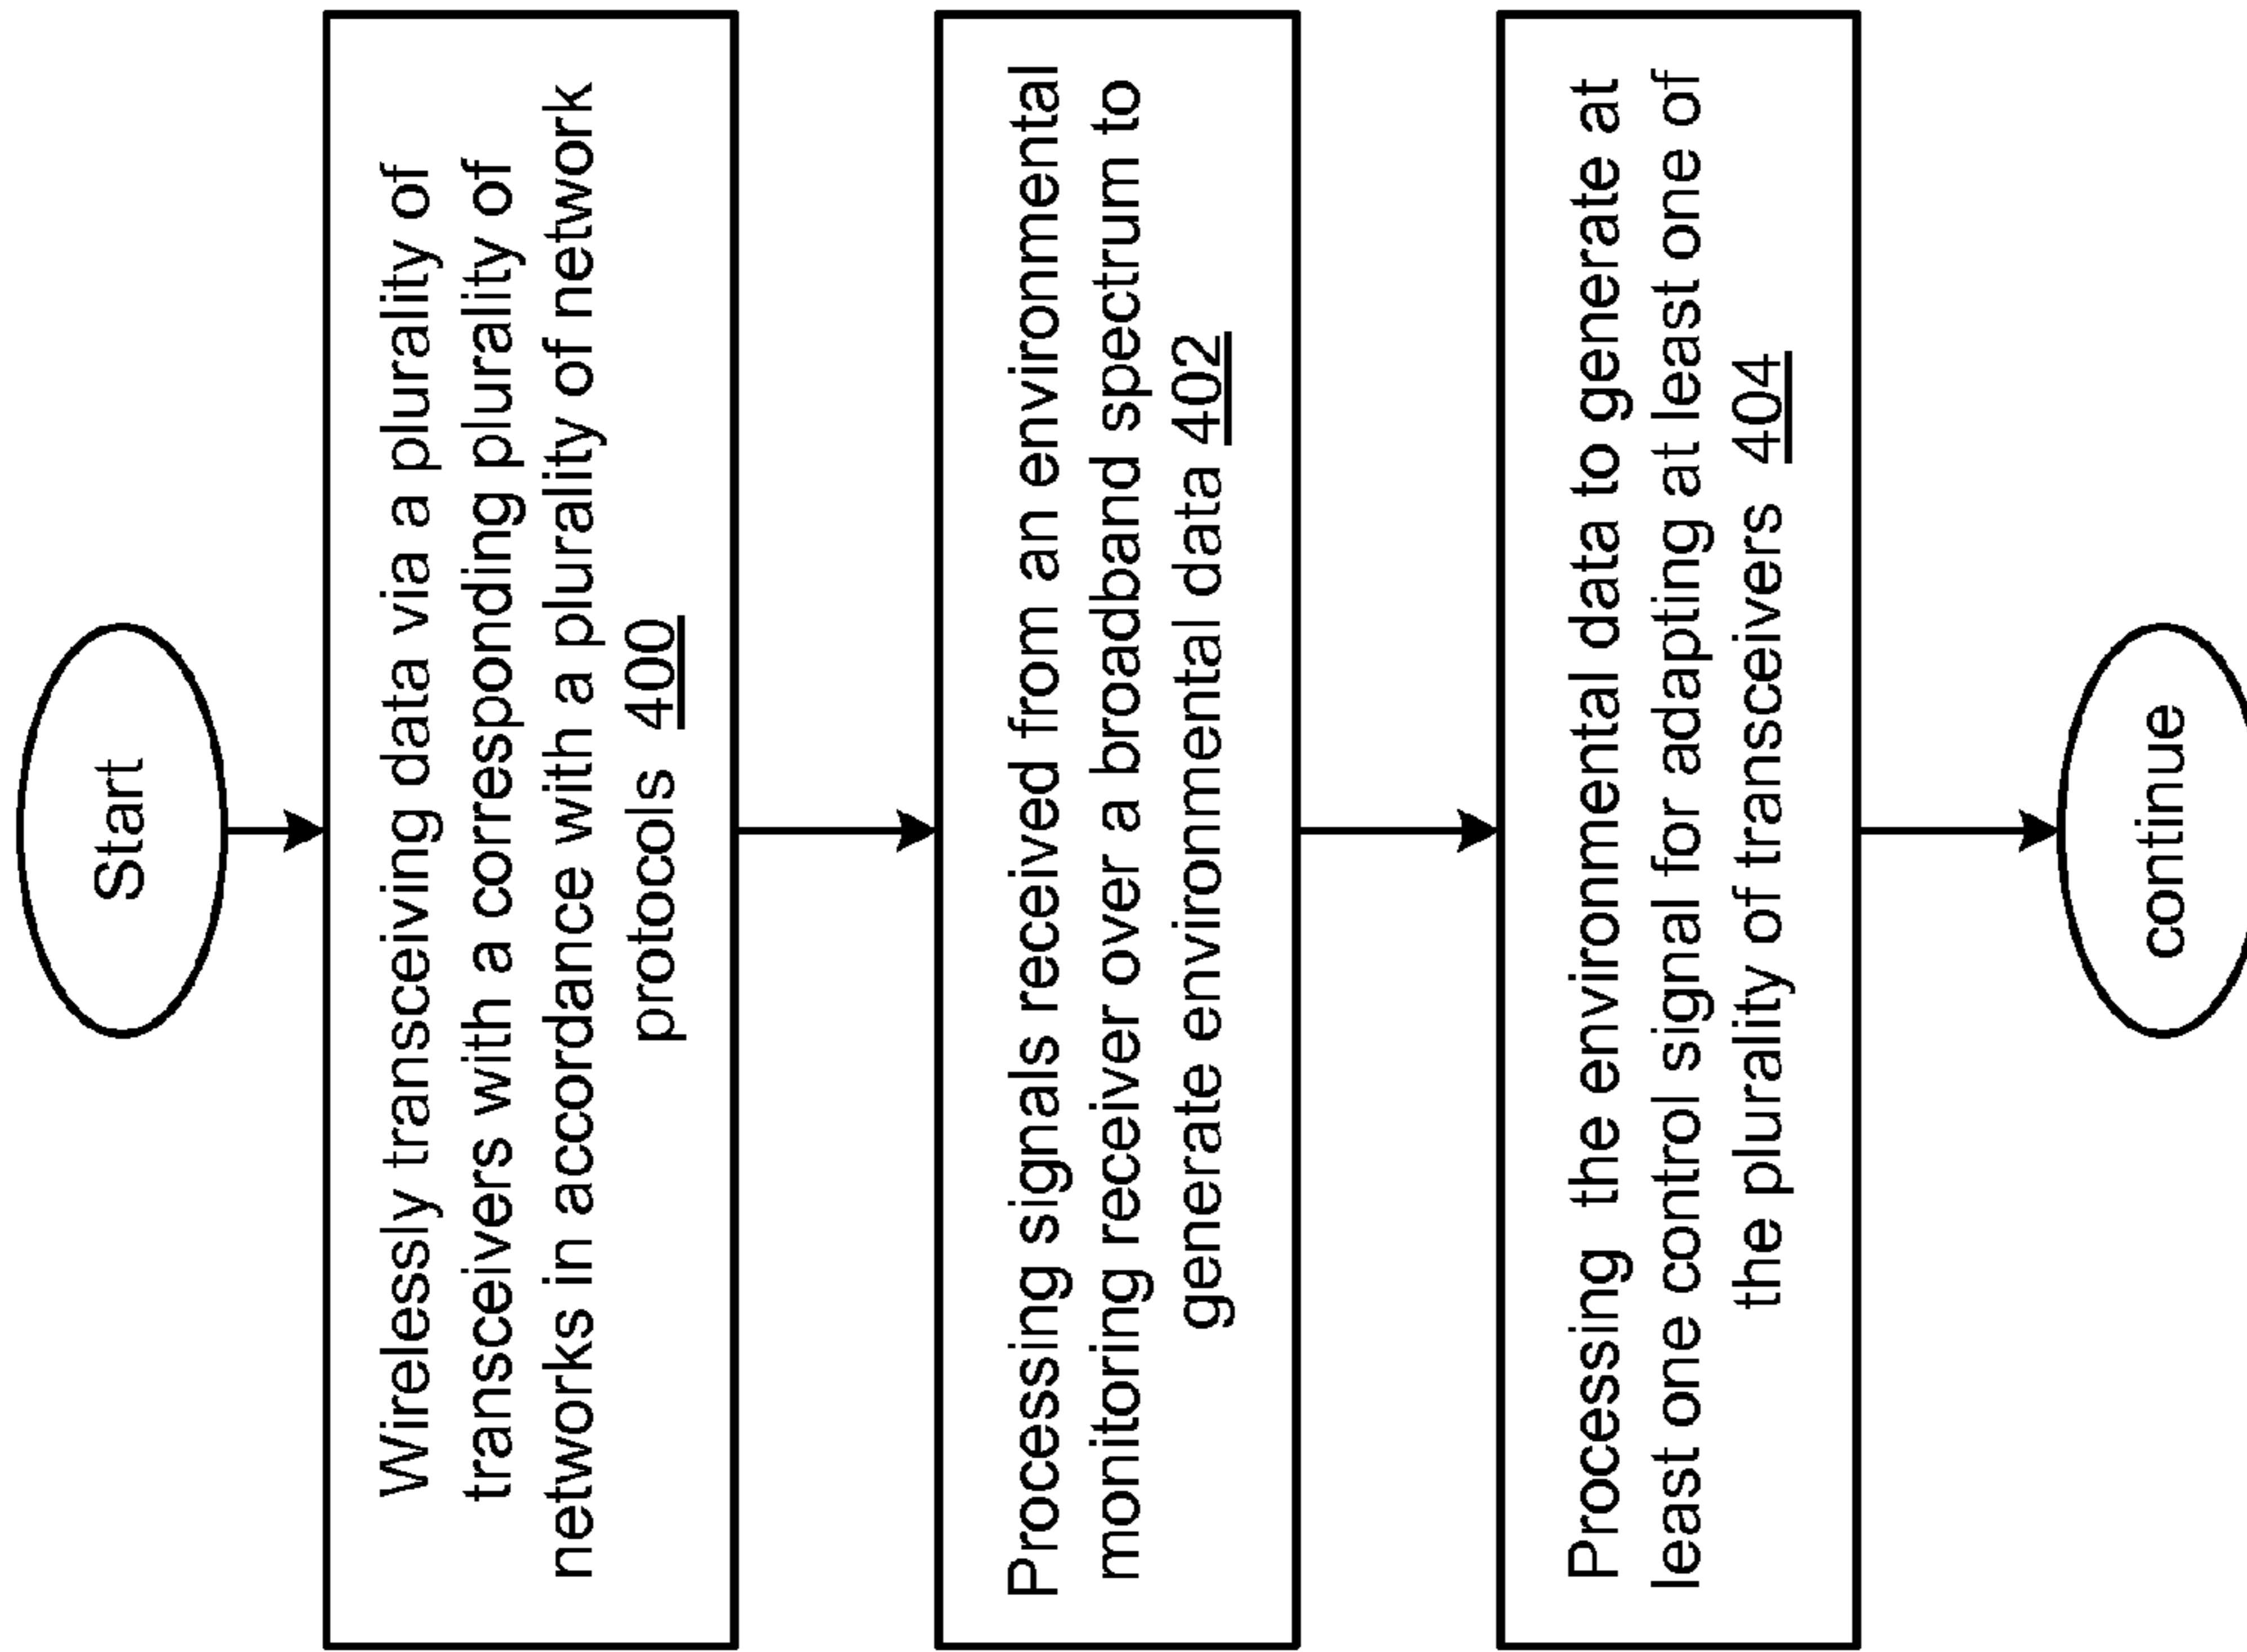 Start
Wirelessly transceiving data via a plurality of
transceivers with a corresponding plurality of
networks in accordance with a plurality of network
protocols 400
Processing signals received from an environmental
monitoring receiver over a broadband spectrum to
generate environmental data 402
Processing the environmental data to generate at
least one control signal for adapting at least one of
the plurality of transceivers 404
continue